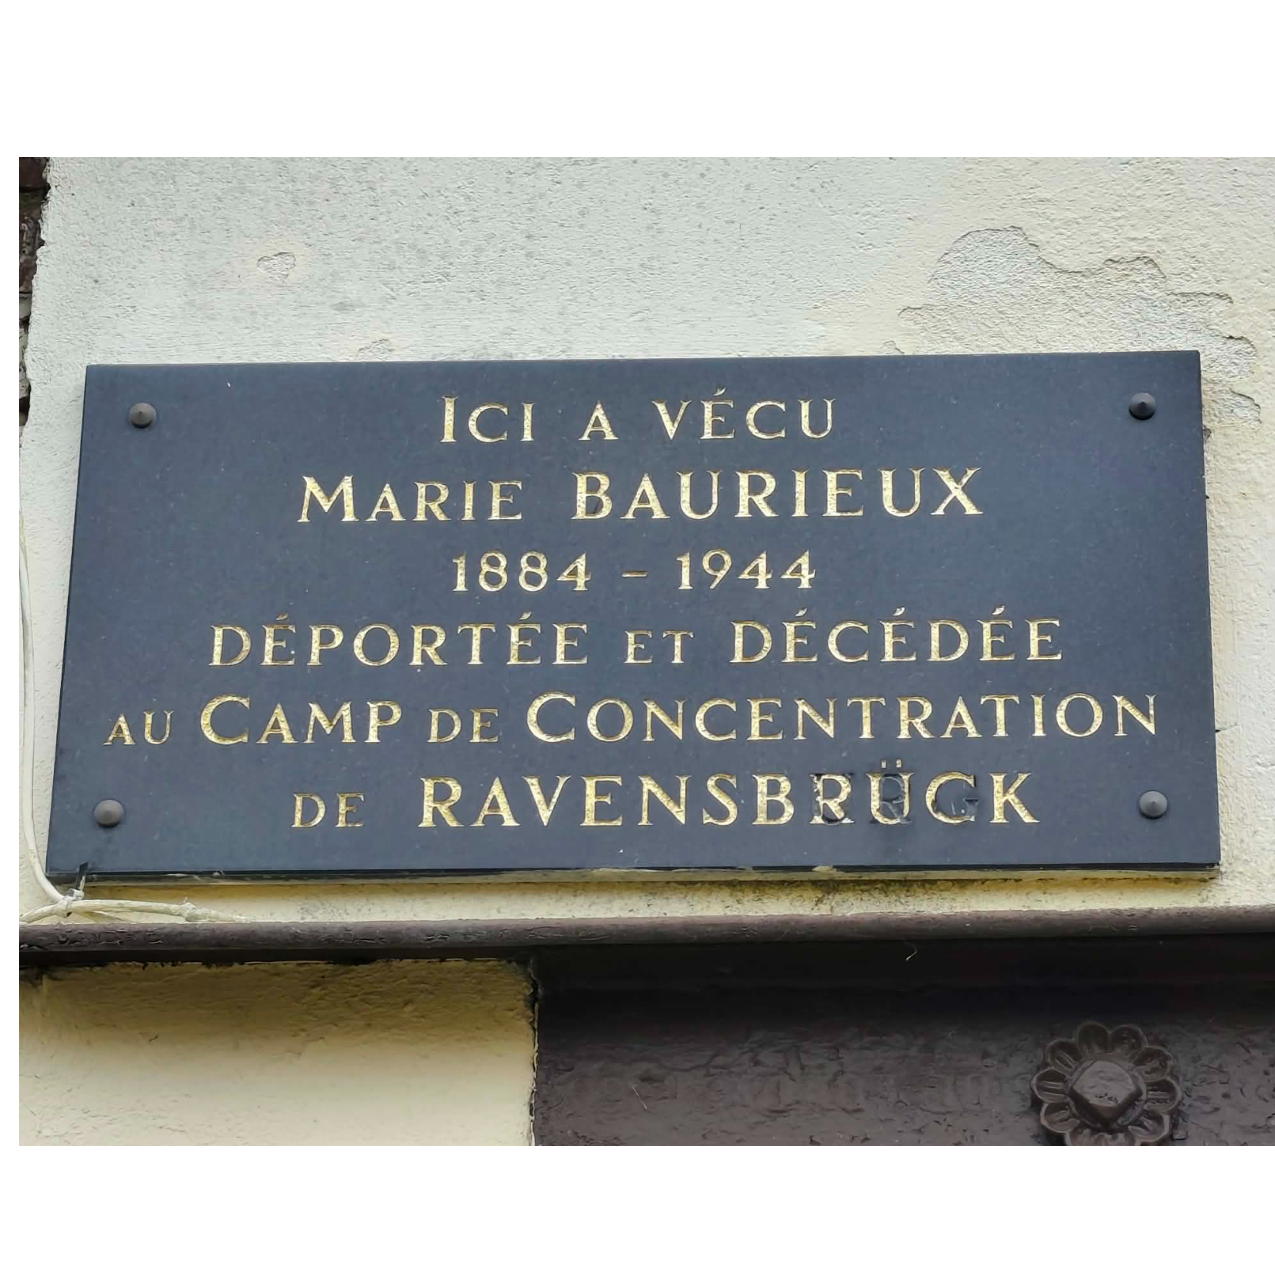 ICI A VÉCU
MARIE BAURIEUX
1884 - 1944
DÉPORTÉE ET DÉCÉDÉE
AU CAMP DE CONCENTRATION
DE RAVENSBRÜCK